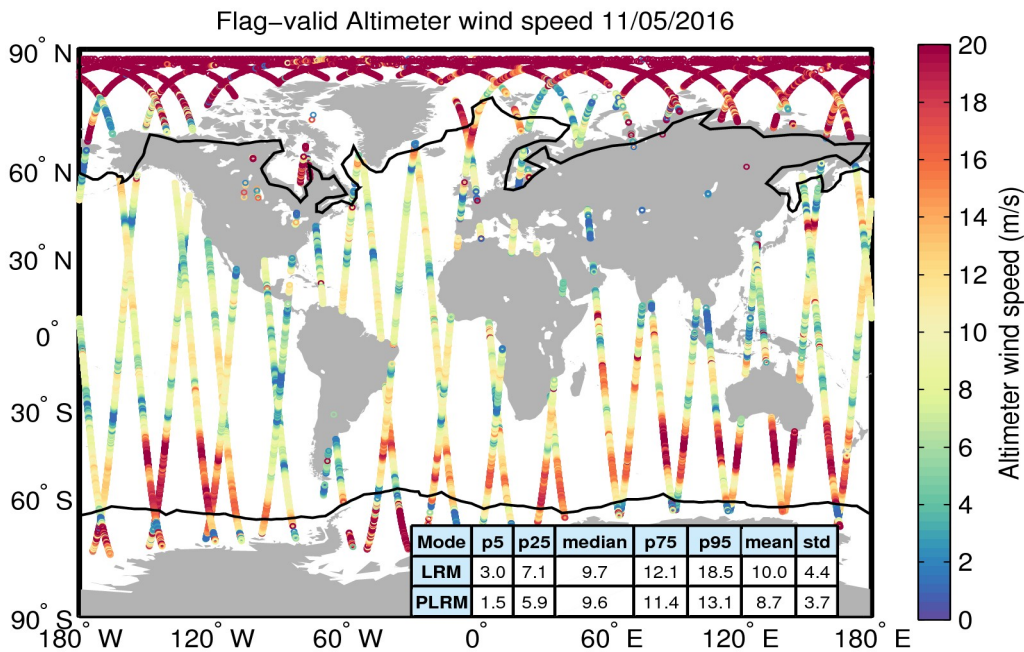 Flag−valid Altimeter wind speed 11/05/2016
90° N
60° N
30° N
0°
30° S
60° S
90° S
180° W
120° W
60° W
0°
60° E
120° E
180° E
Mode p5 p25 median p75 p95 mean std
LRM 3.0 7.1 9.7 12.1 18.5 10.0 4.4
PLRM 1.5 5.9 9.6 11.4 13.1 8.7 3.7
20
18
16
14
12
10
8
6
4
2
0
Altimeter wind speed (m/s)